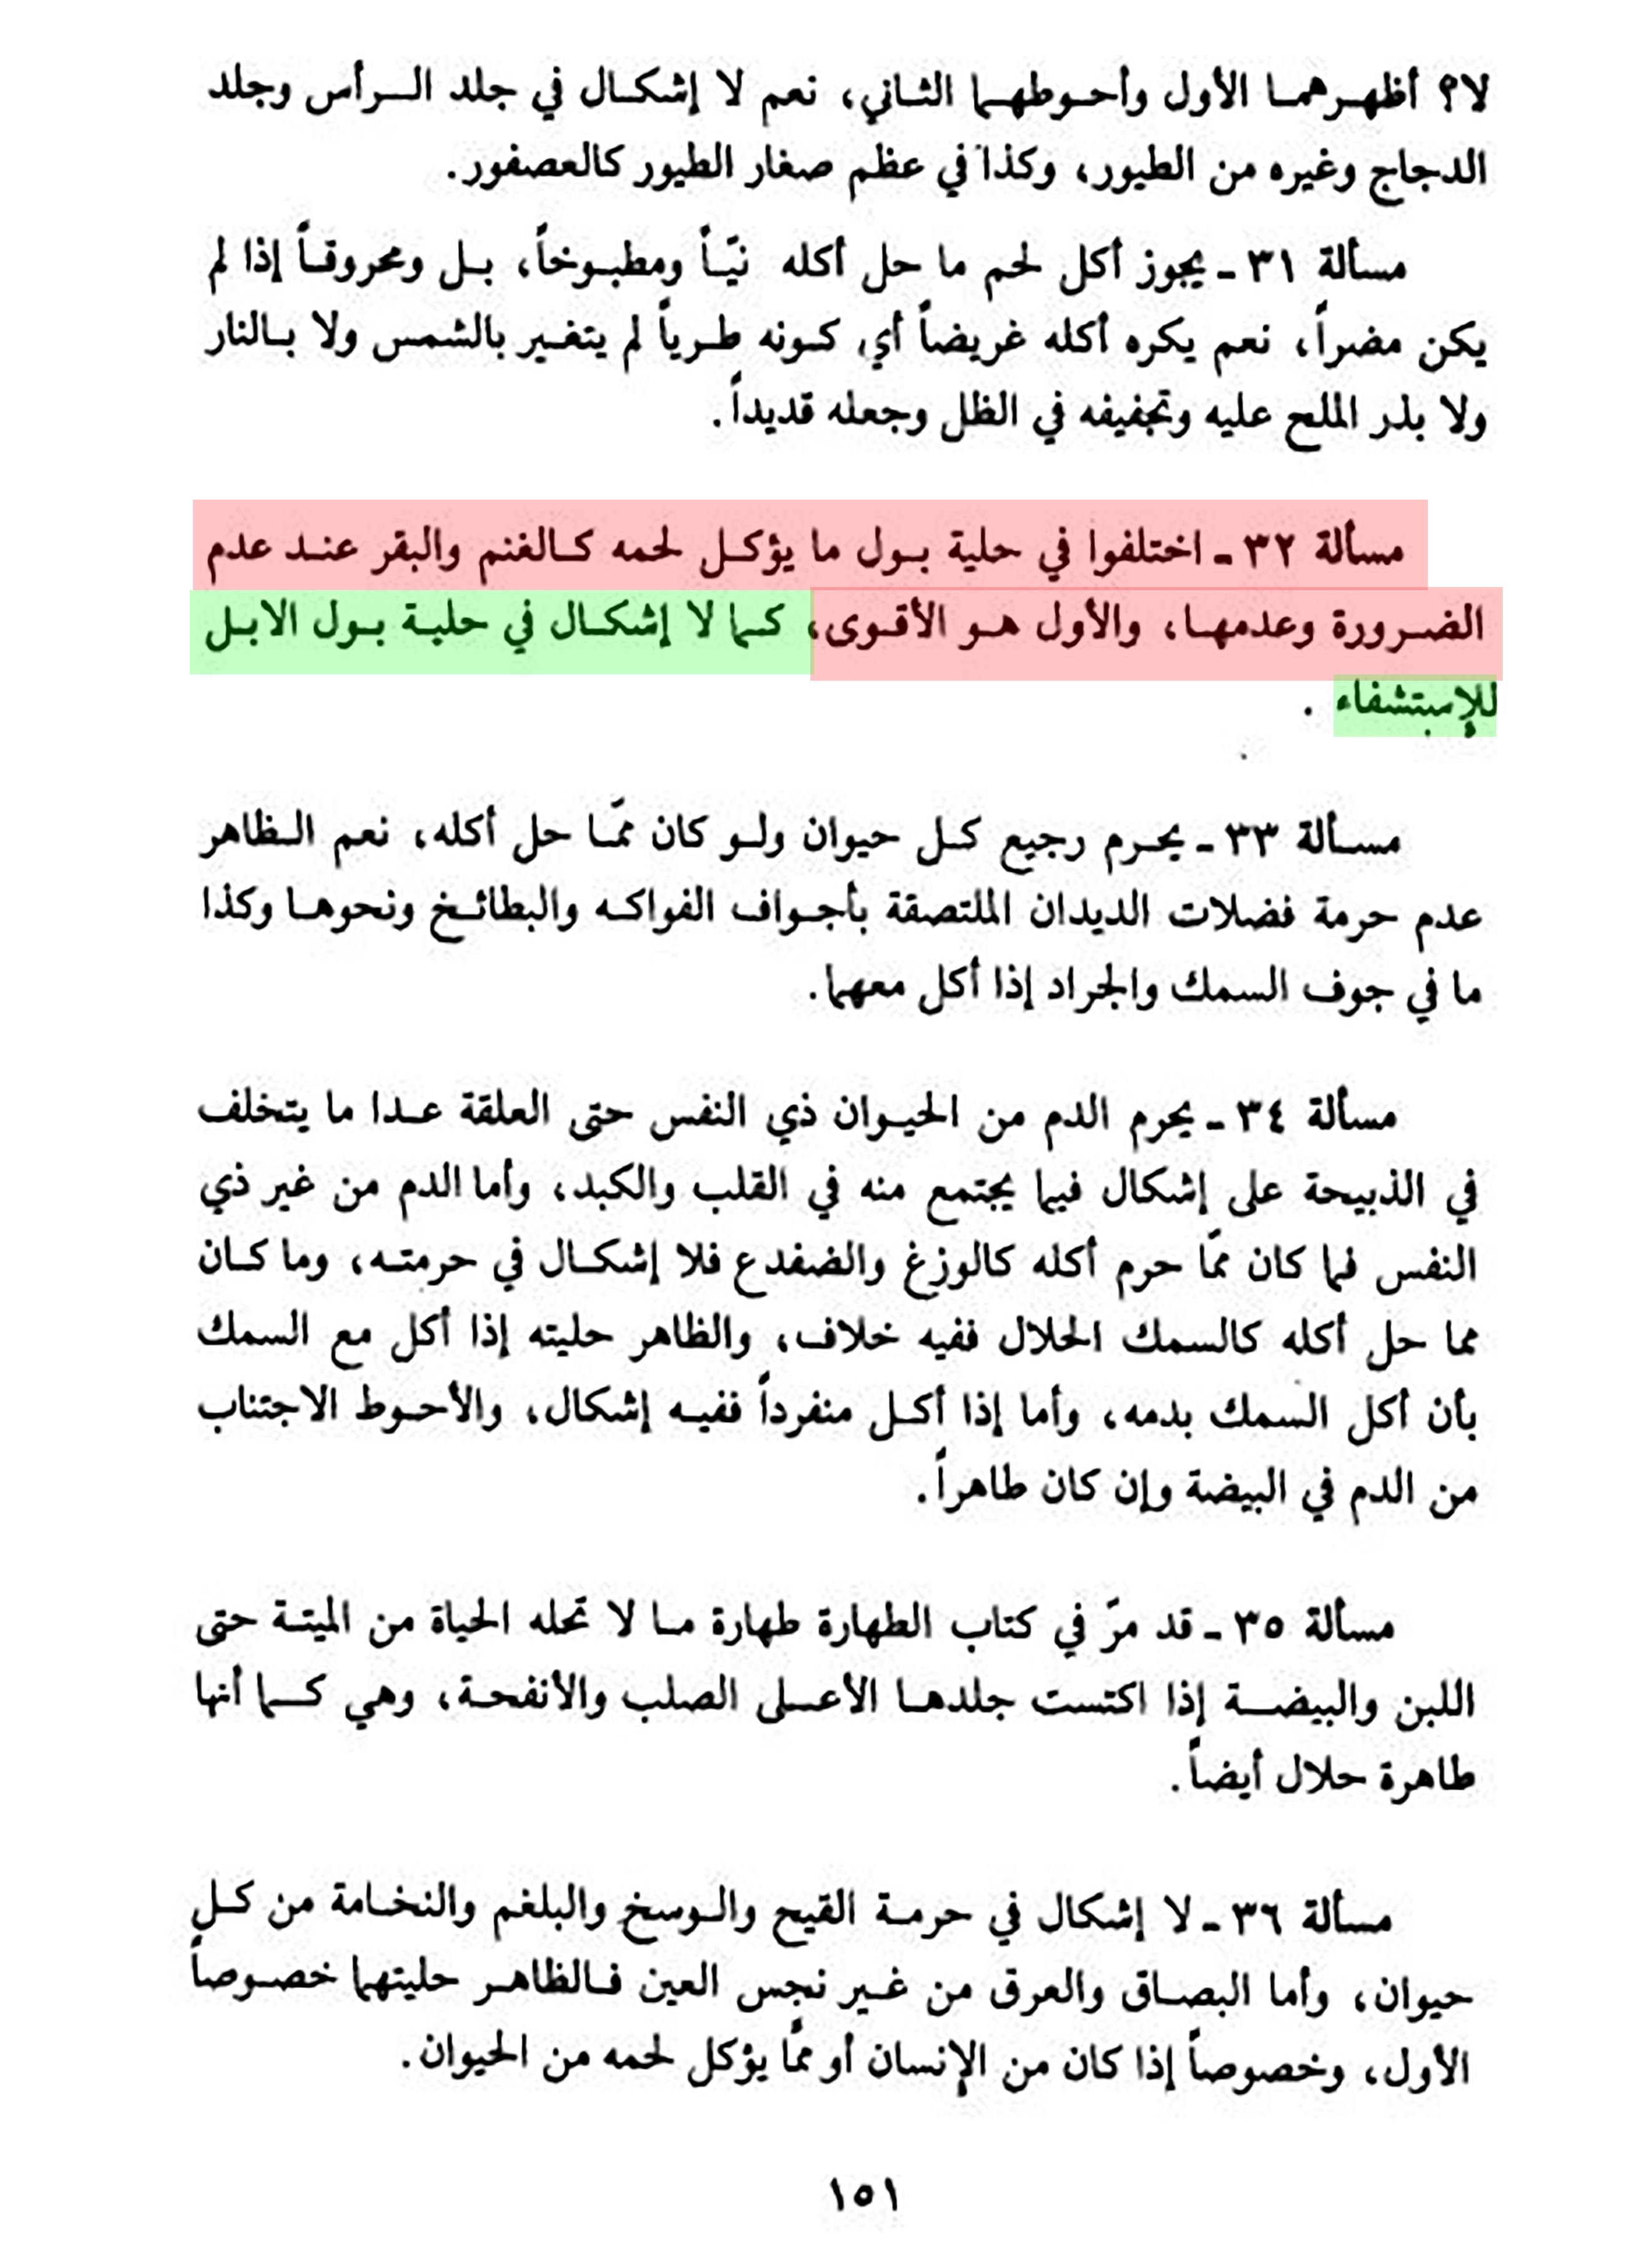 لا؟ أظهرهما الأول وأحوطهما الثاني، نعم لا إشكال في جلد الرأس وجلد
الدجاج وغيره من الطيور، وكذا في عظم صغار الطيور كالعصفور.
مسألة ٣١ - يجوز أكل لحم ما حل أكله نيّاً ومطبوخاً، بل ومحروقاً إذا لم
يكن مضراً، نعم يكره أكله غريضاً أي كونه طرياً لم يتغير بالشمس ولا بالنار
ولا بذر الملح عليه وتجفيفه في الظل وجعله قديداً.
مسألة ٣٢ - اختلفوا في حلية بول ما يؤكل لحمه كالغنم والبقر عند عدم
الضرورة وعدمها، والأول هو الأقوى، كما لا إشكال في حلية بول الابل
للإستشفاء .
مسألة ٣٣ - يحرم رجيع كل حيوان ولو كان ممّا حل أكله، نعم الظاهر
عدم حرمة فضلات الديدان الملتصقة بأجواف الفواكه والبطائخ ونحوها وكذا
ما في جوف السمك والجراد إذا أكل معهما.
مسألة ٣٤ - يحرم الدم من الحيوان ذي النفس حتى العلقة عدا ما يتخلف
في الذبيحة على إشكال فيما يجتمع منه في القلب والكبد، وأما الدم من غير ذي
النفس فما كان ممّا حرم أكله كالوزغ والضفدع فلا إشكال في حرمته، وما كان
مما حل أكله كالسمك الحلال ففيه خلاف، والظاهر حليته إذا أكل مع السمك
بأن أكل السمك بدمه، وأما إذا أكل منفرداً ففيه إشكال، والأحوط الاجتناب
من الدم في البيضة وإن كان طاهراً.
مسألة ٣٥ - قد مرّ في كتاب الطهارة طهارة ما لا تحله الحياة من الميتة حتى
اللبن والبيضة إذا اكتست جلدها الأعلى الصلب والأنفحة، وهي كما أنها
طاهرة حلال أيضاً.
مسألة ٣٦ - لا إشكال في حرمة القيح والوسخ والبلغم والنخامة من كل
حيوان، وأما البصاق والعرق من غير نجس العين فالظاهر حليتهما خصوصاً
الأول، وخصوصاً إذا كان من الإنسان أو ممّا يؤكل لحمه من الحيوان.
١٥١